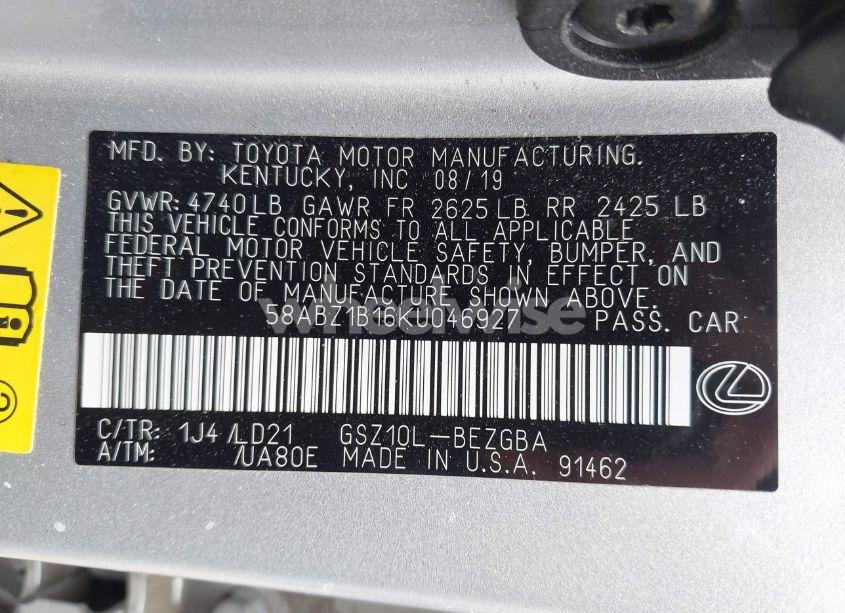 MFD. BY: TOYOTA MOTOR MANUFACTURING.
KENTUCKY, INC 08/19
GVWR: 4740LB GAWR FR 2625LB RR 2425 LB
THIS VEHICLE CONFORMS TO ALL APPLICABLE
FEDERAL MOTOR VEHICLE SAFETY, BUMPER, AND
THEFT PREVENTION STANDARDS IN EFFECT ON
THE DATE OF MANUFACTURE SHOWN ABOVE.
wheelwise
PASS. CAR
C/TR: 1J4 /LD21 GSZ10L-BEZGBA
A/TM: /UA80E MADE IN U.S.A. 91462